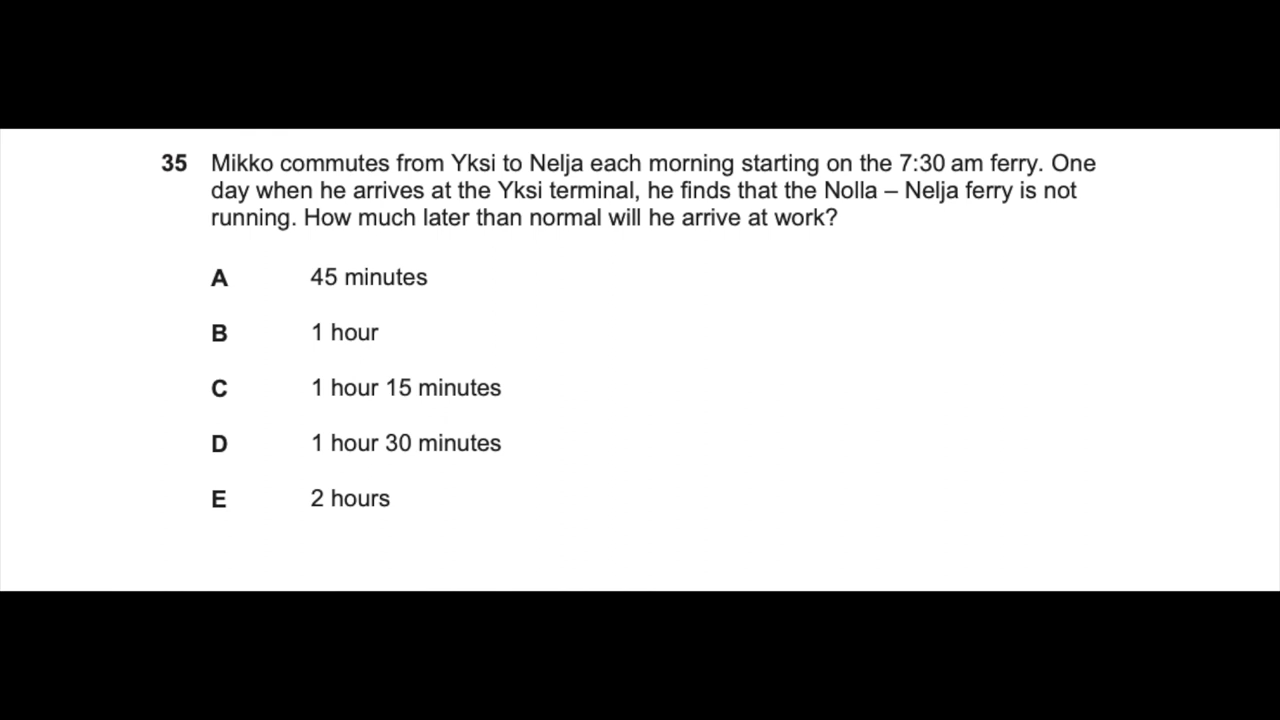 35 Mikko commutes from Yksi to Nelja each morning starting on the 7:30 am ferry. One
day when he arrives at the Yksi terminal, he finds that the Nolla – Nelja ferry is not
running. How much later than normal will he arrive at work?
A 45 minutes
B 1 hour
C 1 hour 15 minutes
D 1 hour 30 minutes
E 2 hours